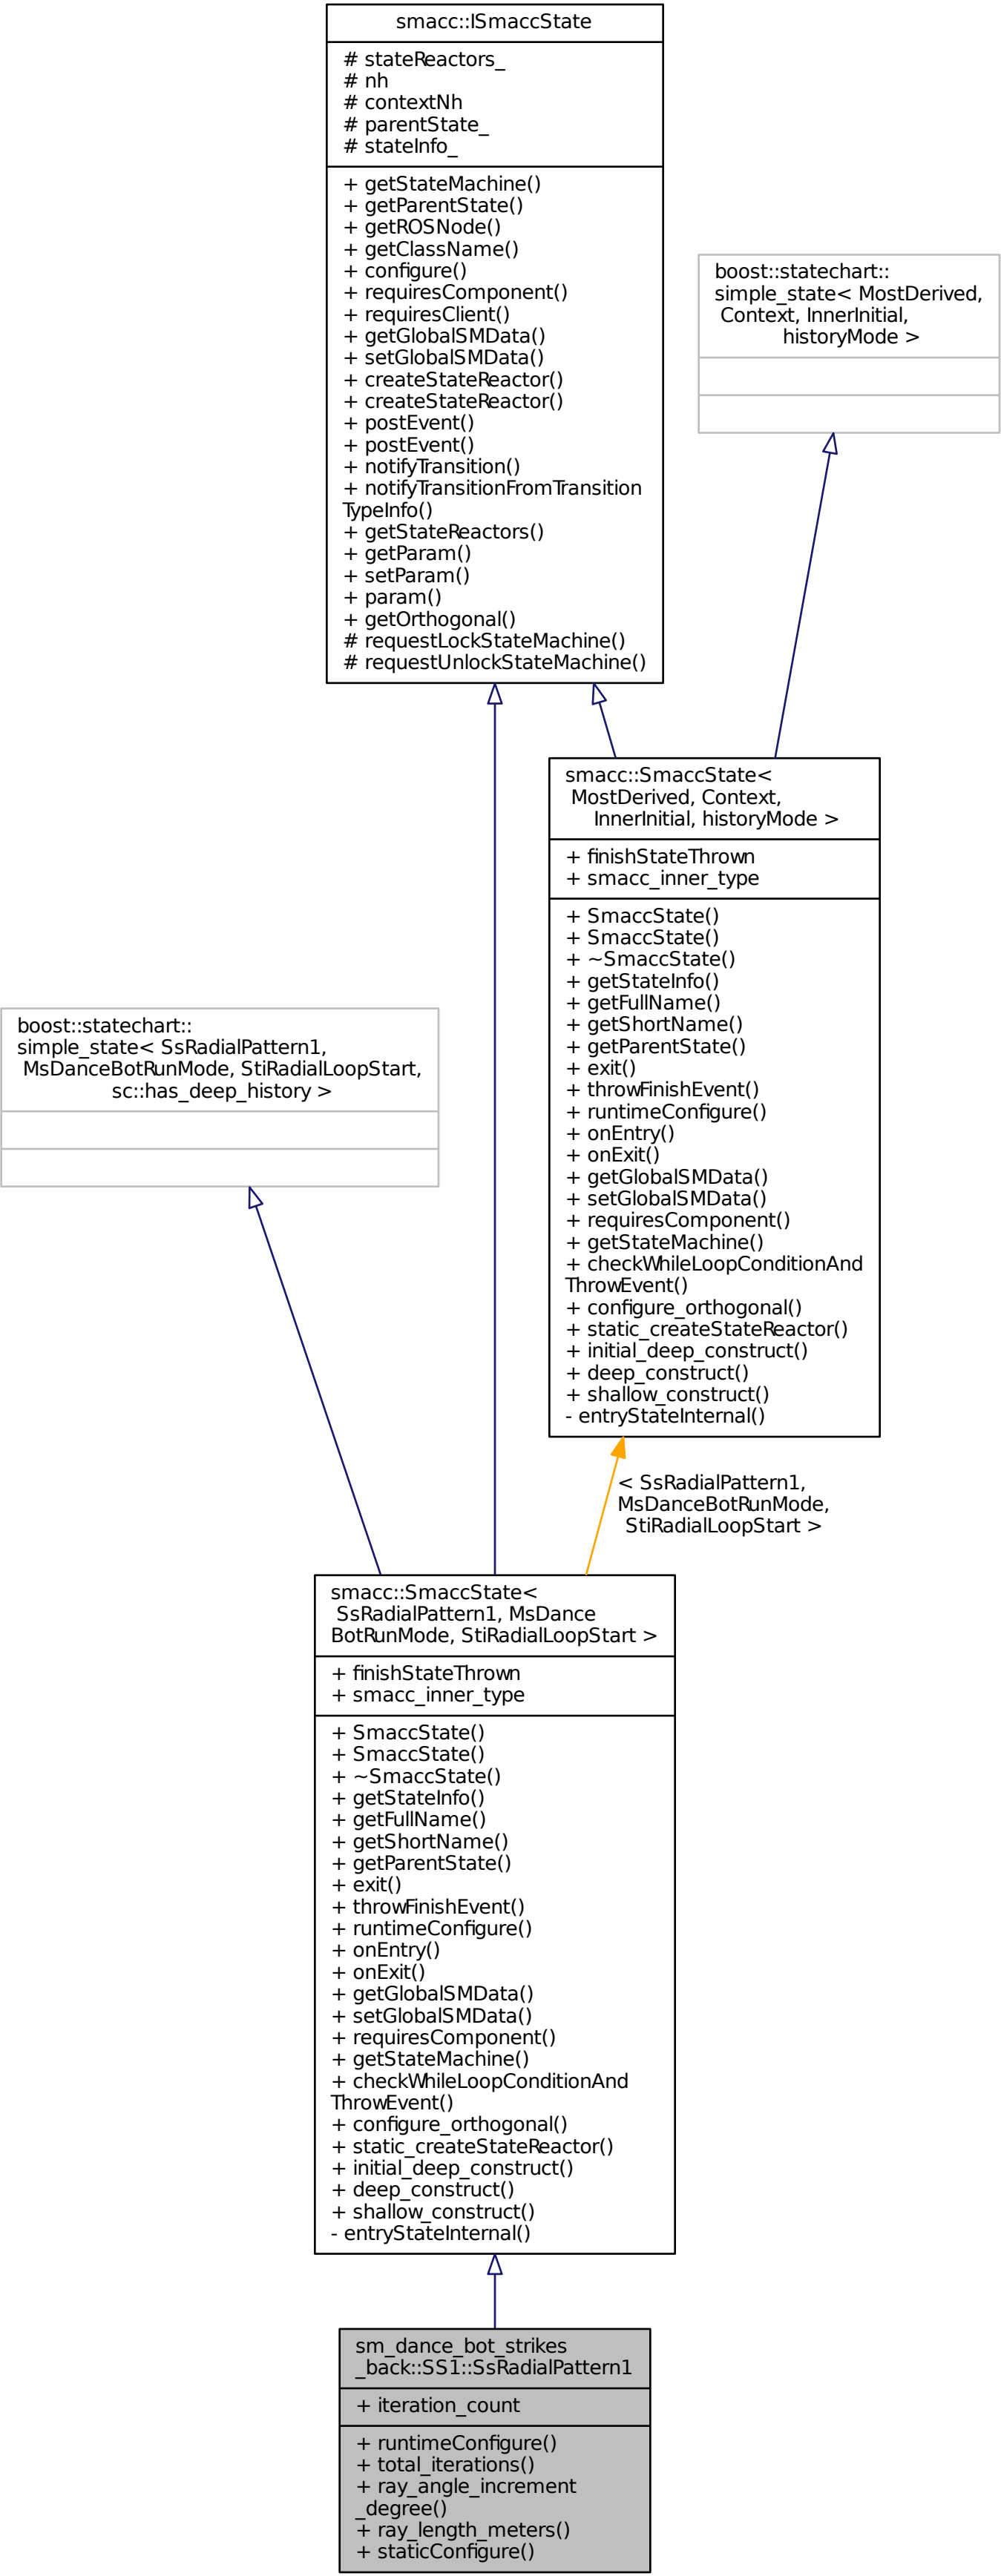 smacc::ISmaccState
# stateReactors_
# nh
# contextNh
# parentState_
# stateInfo_
+ getStateMachine()
+ getParentState()
+ getROSNode()
+ getClassName()
+ configure()
+ requiresComponent()
+ requiresClient()
+ getGlobalSMData()
+ setGlobalSMData()
+ createStateReactor()
+ createStateReactor()
+ postEvent()
+ postEvent()
+ notifyTransition()
+ notifyTransitionFromTransition
TypeInfo()
+ getStateReactors()
+ getParam()
+ setParam()
+ param()
+ getOrthogonal()
# requestLockStateMachine()
# requestUnlockStateMachine()
boost::statechart::
simple_state< MostDerived,
Context, InnerInitial,
historyMode >
smacc::SmaccState<
MostDerived, Context,
InnerInitial, historyMode >
+ finishStateThrown
+ smacc_inner_type
+ SmaccState()
+ SmaccState()
+ ~SmaccState()
+ getStateInfo()
+ getFullName()
+ getShortName()
+ getParentState()
+ exit()
+ throwFinishEvent()
+ runtimeConfigure()
+ onEntry()
+ onExit()
+ getGlobalSMData()
+ setGlobalSMData()
+ requiresComponent()
+ getStateMachine()
+ checkWhileLoopConditionAnd
ThrowEvent()
+ configure_orthogonal()
+ static_createStateReactor()
+ initial_deep_construct()
+ deep_construct()
+ shallow_construct()
- entryStateInternal()
boost::statechart::
simple_state< SsRadialPattern1,
MsDanceBotRunMode, StiRadialLoopStart,
sc::has_deep_history >
< SsRadialPattern1,
MsDanceBotRunMode,
StiRadialLoopStart >
smacc::SmaccState<
SsRadialPattern1, MsDance
BotRunMode, StiRadialLoopStart >
+ finishStateThrown
+ smacc_inner_type
+ SmaccState()
+ SmaccState()
+ ~SmaccState()
+ getStateInfo()
+ getFullName()
+ getShortName()
+ getParentState()
+ exit()
+ throwFinishEvent()
+ runtimeConfigure()
+ onEntry()
+ onExit()
+ getGlobalSMData()
+ setGlobalSMData()
+ requiresComponent()
+ getStateMachine()
+ checkWhileLoopConditionAnd
ThrowEvent()
+ configure_orthogonal()
+ static_createStateReactor()
+ initial_deep_construct()
+ deep_construct()
+ shallow_construct()
- entryStateInternal()
sm_dance_bot_strikes
_back::SS1::SsRadialPattern1
+ iteration_count
+ runtimeConfigure()
+ total_iterations()
+ ray_angle_increment
_degree()
+ ray_length_meters()
+ staticConfigure()